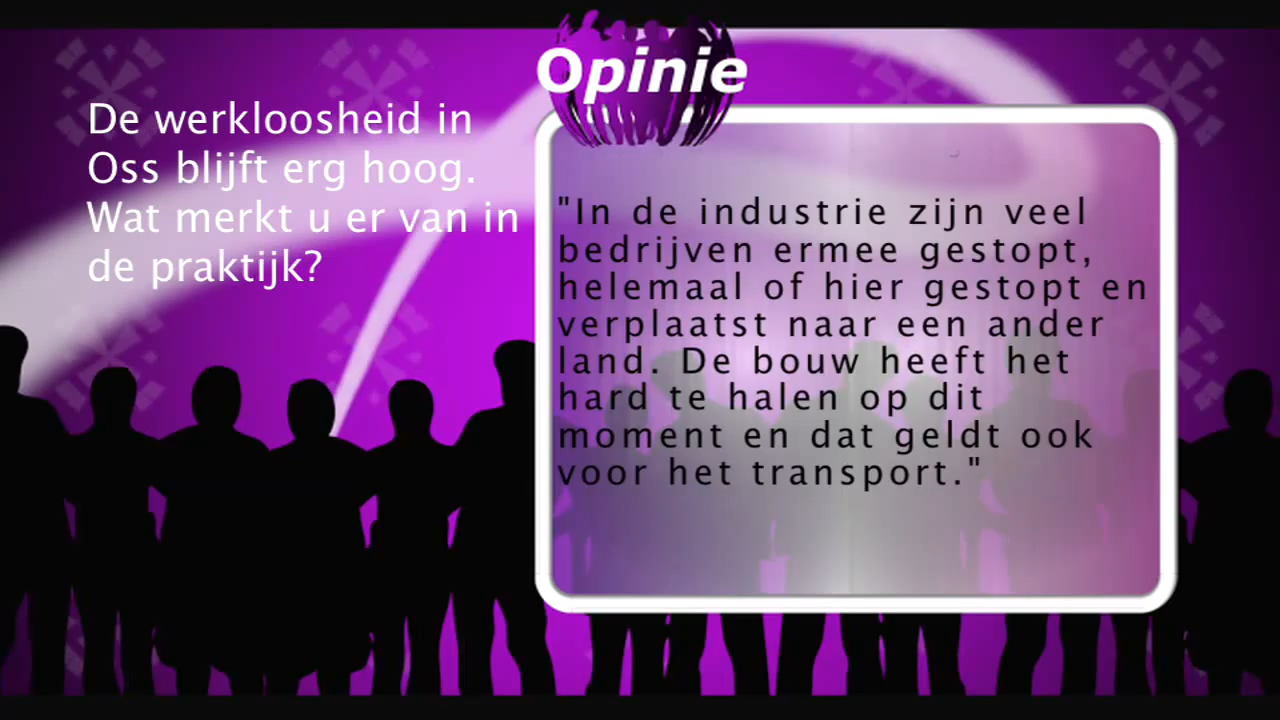 Opinie
De werkloosheid in
Oss blijft erg hoog.
Wat merkt u er van in
de praktijk?
"In de industrie zijn veel
bedrijven ermee gestopt,
helemaal of hier gestopt en
verplaatst naar een ander
land. De bouw heeft het
hard te halen op dit
moment en dat geldt ook
voor het transport."